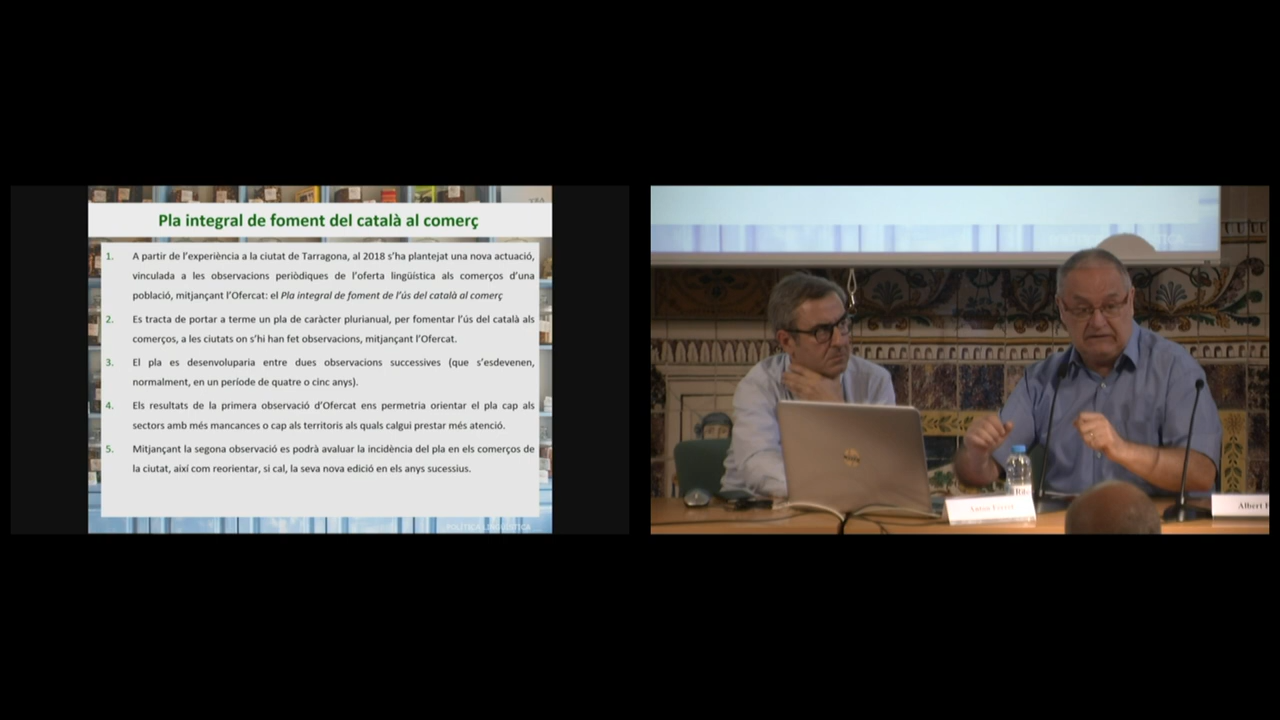 Pla integral de foment del català al comerç
1. A partir de l'experiència a la ciutat de Tarragona, al 2018 s'ha plantejat una nova actuació,
vinculada a les observacions periòdiques de l'oferta lingüística als comerços d'una
població, mitjançant l'Ofercat: el Pla integral de foment de l'ús del català al comerç
2. Es tracta de portar a terme un pla de caràcter plurianual, per fomentar l'ús del català als
comerços, a les ciutats on s'hi han fet observacions, mitjançant l'Ofercat.
3. El pla es desenvoluparia entre dues observacions successives (que s'esdevenen,
normalment, en un període de quatre o cinc anys).
4. Els resultats de la primera observació d'Ofercat ens permetria orientar el pla cap als
sectors amb més mancances o cap als territoris als quals calgui prestar més atenció.
5. Mitjançant la segona observació es podrà avaluar la incidència del pla en els comerços de
la ciutat, així com reorientar, si cal, la seva nova edició en els anys sucessius.
POLÍTICA LINGÜÍSTICA
Albert